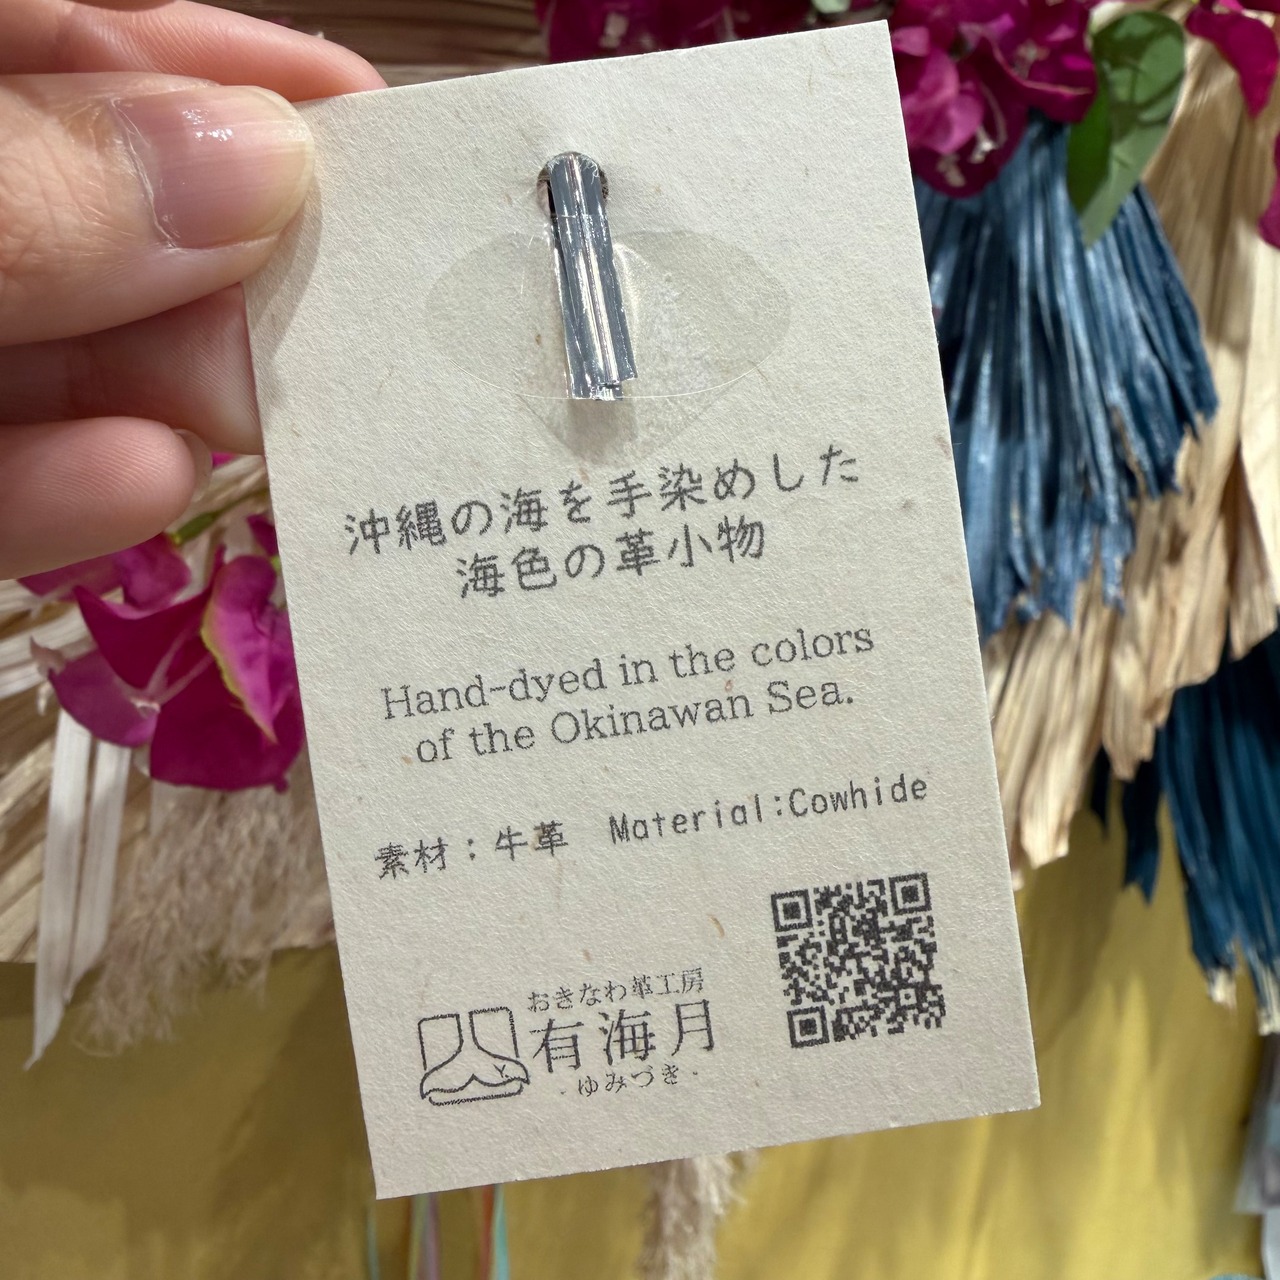 沖縄の海を手染めした
海色の革小物
Hand-dyed in the colors
of the Okinawan Sea.
素材：牛革　Material:Cowhide
おきなわ革工房
有海月
-ゆみづき-